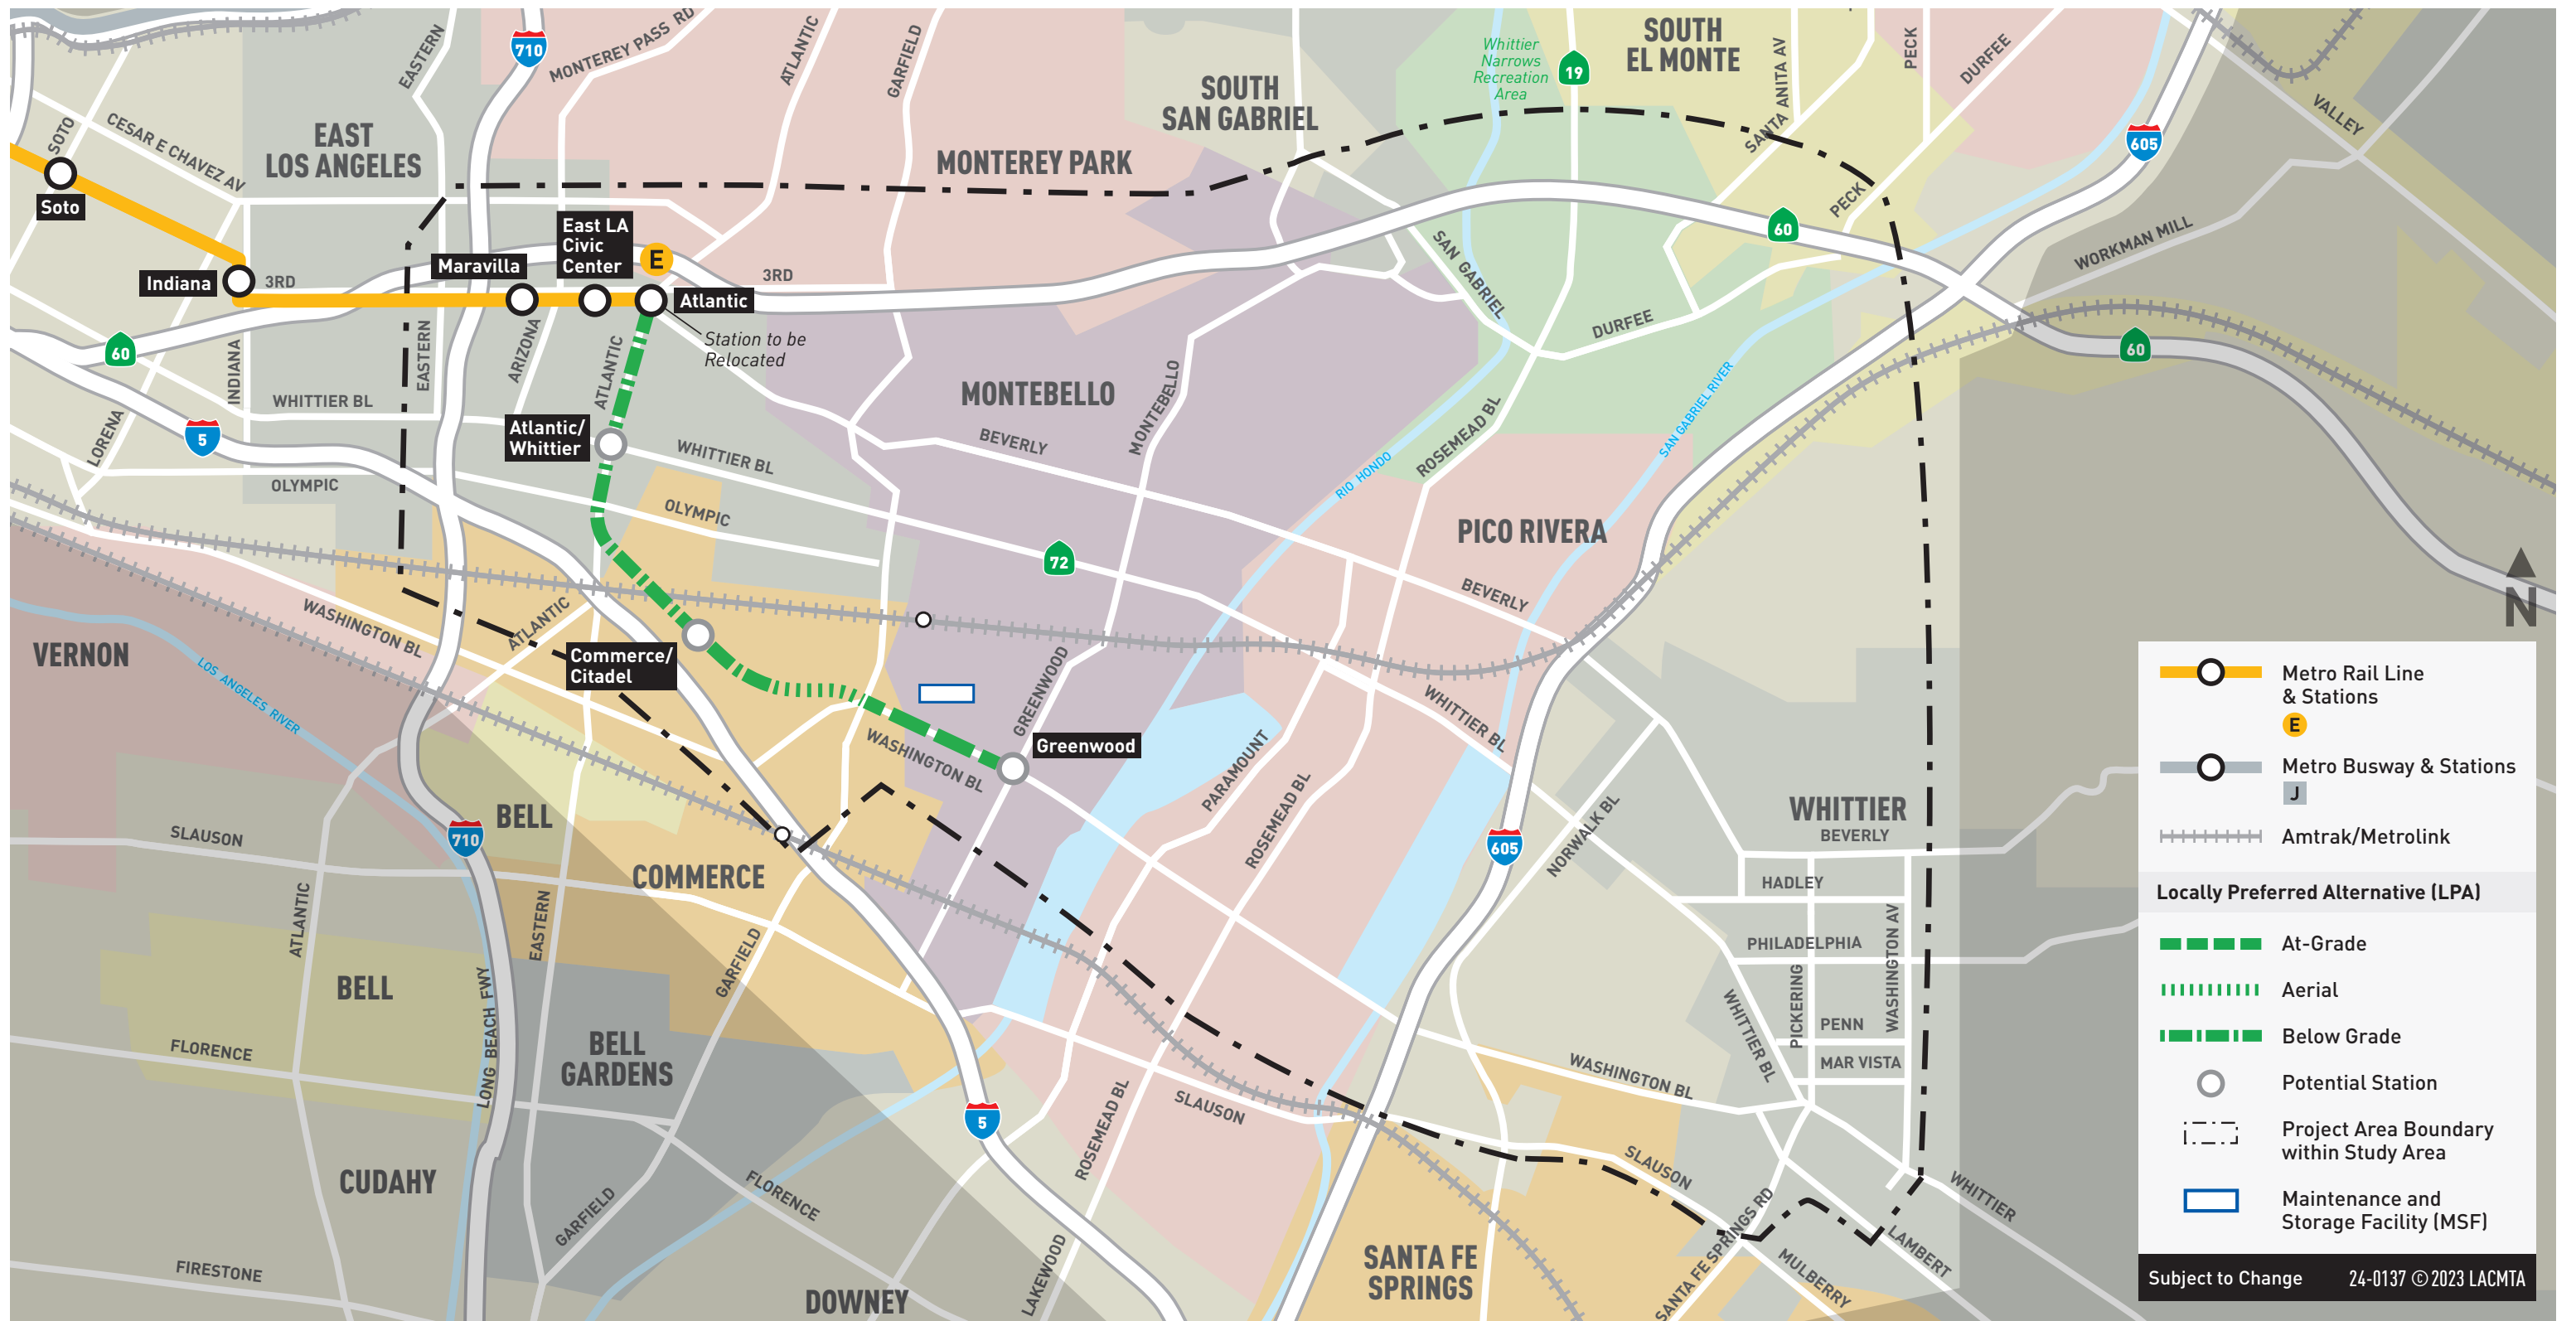 710
MONTEREY PASS RD
ATLANTIC
GARFIELD
EASTERN
SOUTH
SAN GABRIEL
Whittier
Narrows
Recreation
Area
19
SOUTH
EL MONTE
SANTA ANITA AV
PECK
DURFEE
605
VALLEY
SOTO
CESAR E CHAVEZ AV
EAST
LOS ANGELES
MONTEREY PARK
SANTA
PECK
60
WORKMAN MILL
Soto
Indiana
3RD
Maravilla
East LA
Civic
Center
E
Atlantic
3RD
Station to be
Relocated
SAN GABRIEL
DURFEE
60
60
INDIANA
EASTERN
ARIZONA
ATLANTIC
WHITTIER BL
LORENA
5
OLYMPIC
Atlantic/
Whittier
WHITTIER BL
OLYMPIC
MONTEBELLO
BEVERLY
MONTEBELLO
ROSEMEAD BL
RIO HONDO
SAN GABRIEL RIVER
PICO RIVERA
72
BEVERLY
N
VERNON
WASHINGTON BL
LOS ANGELES RIVER
ATLANTIC
Commerce/
Citadel
GREENWOOD
Greenwood
WASHINGTON BL
WHITTIER BL
PARAMOUNT
ROSEMEAD BL
605
NORWALK BL
WHITTIER
BEVERLY
HADLEY
PHILADELPHIA
PICKERING
WASHINGTON AV
PENN
MAR VISTA
WHITTIER BL
710
BELL
COMMERCE
SLAUSON
ATLANTIC
EASTERN
GARFIELD
BELL
LONG BEACH FWY
FLORENCE
BELL
GARDENS
5
ROSEMEAD BL
SLAUSON
WASHINGTON BL
SLAUSON
CUDAHY
GARFIELD
FLORENCE
FIRESTONE
DOWNEY
LAKEWOOD
SANTA FE
SPRINGS
SANTA FE SPRINGS RD
MULBERRY
LAMBERT
WHITTIER
Metro Rail Line
& Stations
E
Metro Busway & Stations
J
Amtrak/Metrolink
Locally Preferred Alternative (LPA)
At-Grade
Aerial
Below Grade
Potential Station
Project Area Boundary
within Study Area
Maintenance and
Storage Facility (MSF)
Subject to Change 24-0137 © 2023 LACMTA